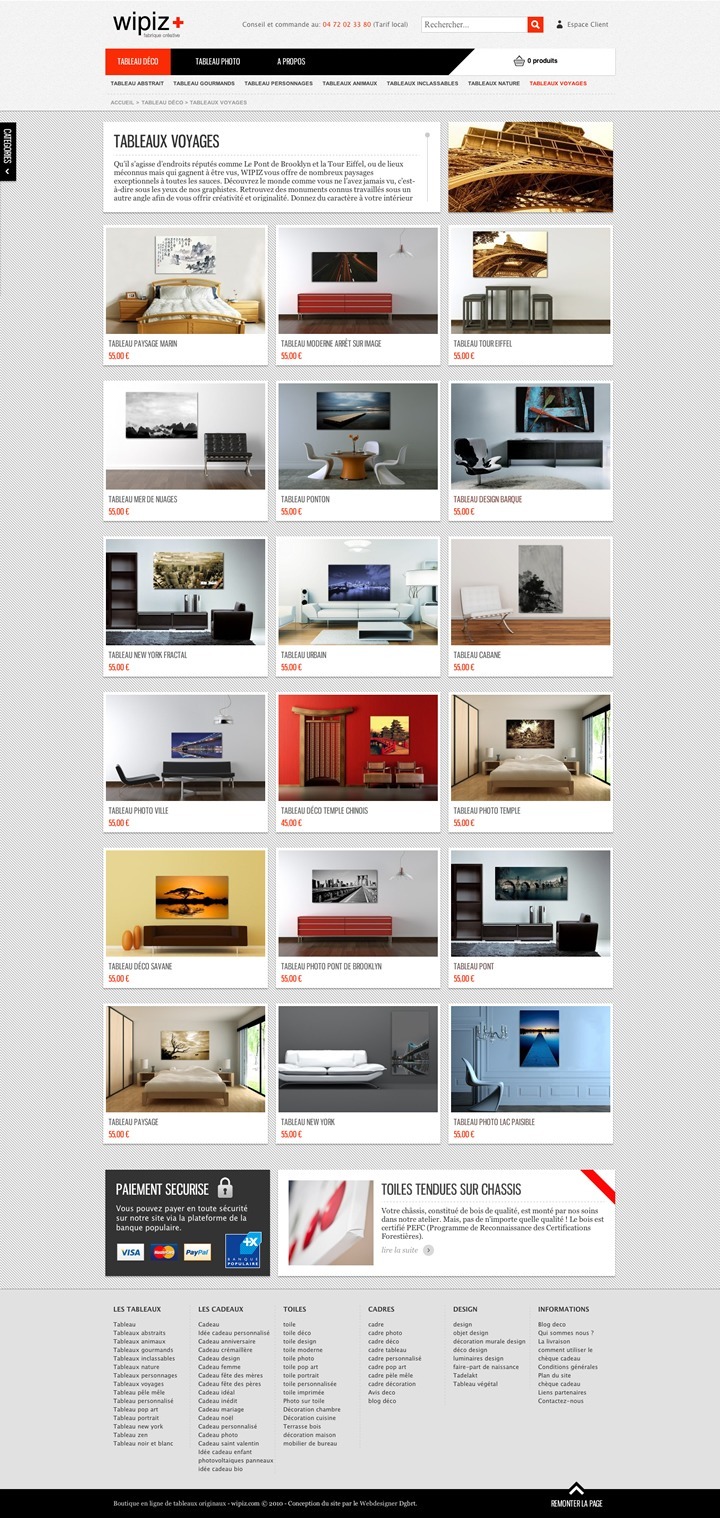 wipiz+
fabrique créative
Conseil et commande au: 04 72 02 33 80 (Tarif local)
Rechercher...
Espace Client
TABLEAU DÉCO
TABLEAU PHOTO
A PROPOS
0 produits
TABLEAU ABSTRAIT
TABLEAU GOURMANDS
TABLEAU PERSONNAGES
TABLEAUX ANIMAUX
TABLEAUX INCLASSABLES
TABLEAUX NATURE
TABLEAUX VOYAGES
ACCUEIL > TABLEAU DÉCO > TABLEAUX VOYAGES
CATEGORIES
TABLEAUX VOYAGES
Qu'il s'agisse d'endroits réputés comme Le Pont de Brooklyn et la Tour Eiffel, ou de lieux
méconnus mais qui gagnent à être vus, WIPIZ vous offre de nombreux paysages
exceptionnels à toutes les sauces. Découvrez le monde comme vous ne l'avez jamais vu, c'est-
à-dire sous les yeux de nos graphistes. Retrouvez des monuments connus travaillés sous un
autre angle afin de vous offrir créativité et originalité. Donnez du caractère à votre intérieur
TABLEAU PAYSAGE MARIN
55,00 €
TABLEAU MODERNE ARRÊT SUR IMAGE
55,00 €
TABLEAU TOUR EIFFEL
55,00 €
TABLEAU MER DE NUAGES
55,00 €
TABLEAU PONTON
55,00 €
TABLEAU DESIGN BARQUE
55,00 €
TABLEAU NEW YORK FRACTAL
55,00 €
TABLEAU URBAIN
55,00 €
TABLEAU CABANE
55,00 €
TABLEAU PHOTO VILLE
55,00 €
TABLEAU DÉCO TEMPLE CHINOIS
45,00 €
TABLEAU PHOTO TEMPLE
55,00 €
TABLEAU DÉCO SAVANE
55,00 €
TABLEAU PHOTO PONT DE BROOKLYN
55,00 €
TABLEAU PONT
55,00 €
TABLEAU PAYSAGE
55,00 €
TABLEAU NEW YORK
55,00 €
TABLEAU PHOTO LAC PAISIBLE
55,00 €
PAIEMENT SECURISE
Vous pouvez payer en toute sécurité
sur notre site via la plateforme de la
banque populaire.
VISA
MasterCard
PayPal
BANQUE
POPULAIRE
TOILES TENDUES SUR CHASSIS
Votre châssis, constitué de bois de qualité, est monté par nos soins
dans notre atelier. Mais, pas de n'importe quelle qualité ! Le bois est
certifié PEFC (Programme de Reconnaissance des Certifications
Forestières).
lire la suite
LES TABLEAUX
Tableau
Tableaux abstraits
Tableaux animaux
Tableaux gourmands
Tableaux inclassables
Tableaux nature
Tableaux personnages
Tableaux voyages
Tableau pêle mêle
Tableau personnalisé
Tableau pop art
Tableau portrait
Tableau new york
Tableau zen
Tableau noir et blanc
LES CADEAUX
Cadeau
Idée cadeau personnalisé
Cadeau anniversaire
Cadeau crémaillère
Cadeau design
Cadeau femme
Cadeau fête des mères
Cadeau fête des pères
Cadeau idéal
Cadeau inédit
Cadeau mariage
Cadeau noël
Cadeau personnalisé
Cadeau photo
Cadeau saint valentin
Idée cadeau enfant
photovoltaiques panneaux
idée cadeau bio
TOILES
toile
toile déco
toile design
toile moderne
toile photo
toile pop art
toile portrait
toile personnalisée
toile imprimée
Photo sur toile
Décoration chambre
Décoration cuisine
Terrasse bois
décoration maison
mobilier de bureau
CADRES
cadre
cadre photo
cadre déco
cadre tableau
cadre personnalisé
cadre pop art
cadre pèle mêle
cadre décoration
Avis deco
blog déco
DESIGN
design
objet design
décoration murale design
déco design
luminaires design
faire-part de naissance
Tadelakt
Tableau végétal
INFORMATIONS
Blog deco
Qui sommes nous ?
La livraison
comment utiliser le
chèque cadeau
Conditions générales
Plan du site
chèque cadeau
Liens partenaires
Contactez-nous
Boutique en ligne de tableaux originaux - wipiz.com © 2010 - Conception du site par le Webdesigner Dgbrt.
REMONTER LA PAGE